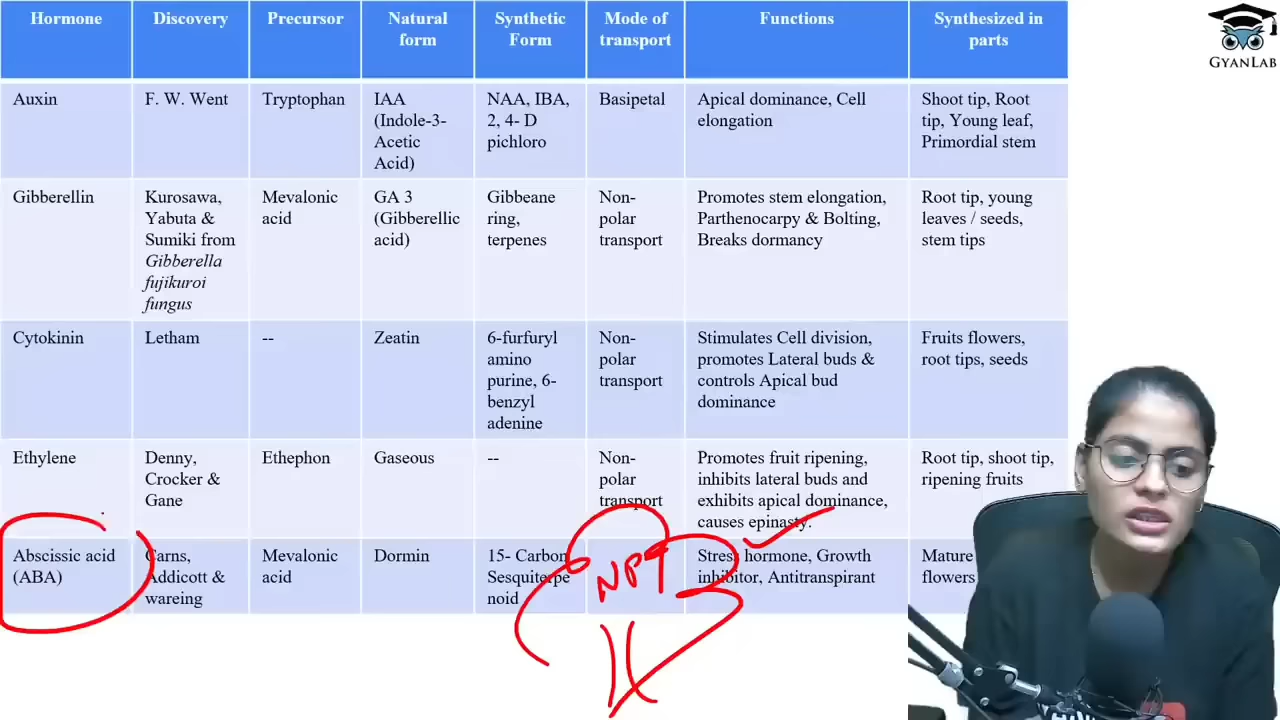 Hormone
Discovery
Precursor
Natural
form
Synthetic
Form
Mode of
transport
Functions
Synthesized in
parts
GYANLAB
Auxin
F. W. Went
Tryptophan
IAA
(Indole-3-
Acetic
Acid)
NAA, IBA,
2, 4- D
pichloro
Basipetal
Apical dominance, Cell
elongation
Shoot tip, Root
tip, Young leaf,
Primordial stem
Gibberellin
Kurosawa,
Yabuta &
Sumiki from
Gibberella
fujikuroi
fungus
Mevalonic
acid
GA 3
(Gibberellic
acid)
Gibbeane
ring,
terpenes
Non-
polar
transport
Promotes stem elongation,
Parthenocarpy & Bolting,
Breaks dormancy
Root tip, young
leaves / seeds,
stem tips
Cytokinin
Letham
--
Zeatin
6-furfuryl
amino
purine, 6-
benzyl
adenine
Non-
polar
transport
Stimulates Cell division,
promotes Lateral buds &
controls Apical bud
dominance
Fruits flowers,
root tips, seeds
Ethylene
Denny,
Crocker &
Gane
Ethephon
Gaseous
--
Non-
polar
transport
Promotes fruit ripening,
inhibits lateral buds and
exhibits apical dominance,
causes epinasty.
Root tip, shoot tip,
ripening fruits
Abscissic acid
(ABA)
Carns,
Addicott &
wareing
Mevalonic
acid
Dormin
15- Carbon
Sesquiterpe
noid
NPT
Stress hormone, Growth
inhibitor, Antitranspirant
Mature
flowers